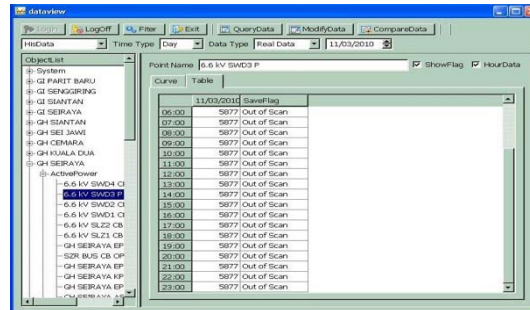 dataview
Login LogOff Filter Exit QueryData ModifyData CompareData
HisData Time Type Day Data Type Real Data 11/03/2010
ObjectList
System
GI PARIT BARU
GI SENGGIRING
GI SIANTAN
GI SEIRAYA
GH SIANTAN
GH SEI JAWI
GH CEMARA
GH KUALA DUA
GH SEIRAYA
ActivePower
6.6 kV SWD4 CI
6.6 kV SWD3 P
6.6 kV SWD2 CI
6.6 kV SWD1 CI
6.6 kV SLZ2 CB
6.6 kV SLZ1 CB
GH SEIRAYA EP
SZR BUS CB OP
GH SEIRAYA EP
GH SEIRAYA KP
GH SEIRAYA EP
GH SEIRAYA EP
Point Name 6.6 kV SWD3 P ShowFlag HourData
Curve Table
11/03/2010 SaveFlag
06:00 5877 Out of Scan
07:00 5877 Out of Scan
08:00 5877 Out of Scan
09:00 5877 Out of Scan
10:00 5877 Out of Scan
11:00 5877 Out of Scan
12:00 5877 Out of Scan
13:00 5877 Out of Scan
14:00 5877 Out of Scan
15:00 5877 Out of Scan
16:00 5877 Out of Scan
17:00 5877 Out of Scan
18:00 5877 Out of Scan
19:00 5877 Out of Scan
20:00 5877 Out of Scan
21:00 5877 Out of Scan
22:00 5877 Out of Scan
23:00 5877 Out of Scan